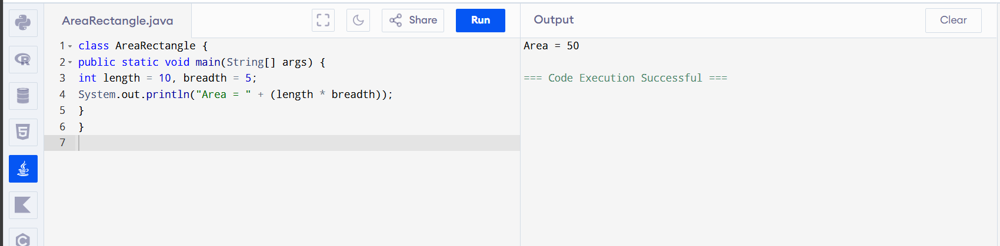 AreaRectangle.java
Share
Run
Output
Clear
1 class AreaRectangle {
2 public static void main(String[] args) {
3 int length = 10, breadth = 5;
4 System.out.println("Area = " + (length * breadth));
5 }
6 }
7
Area = 50
=== Code Execution Successful ===